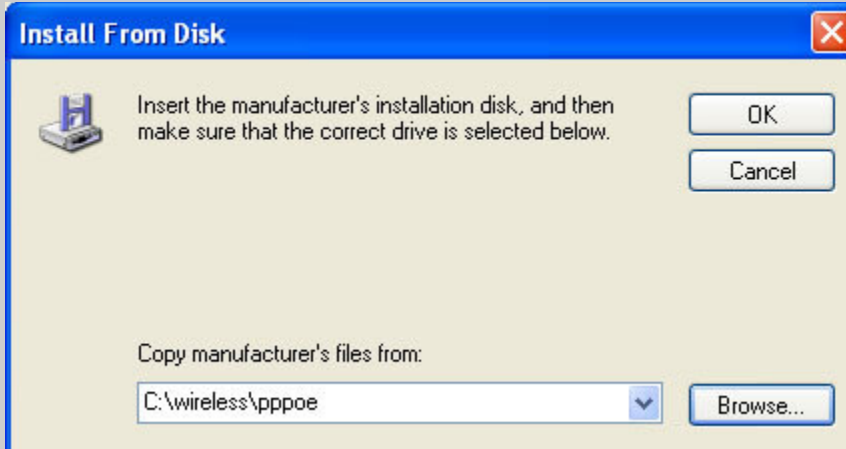 Install From Disk
Insert the manufacturer's installation disk, and then
make sure that the correct drive is selected below.
OK
Cancel
Copy manufacturer's files from:
C:\wireless\pppoe
Browse...